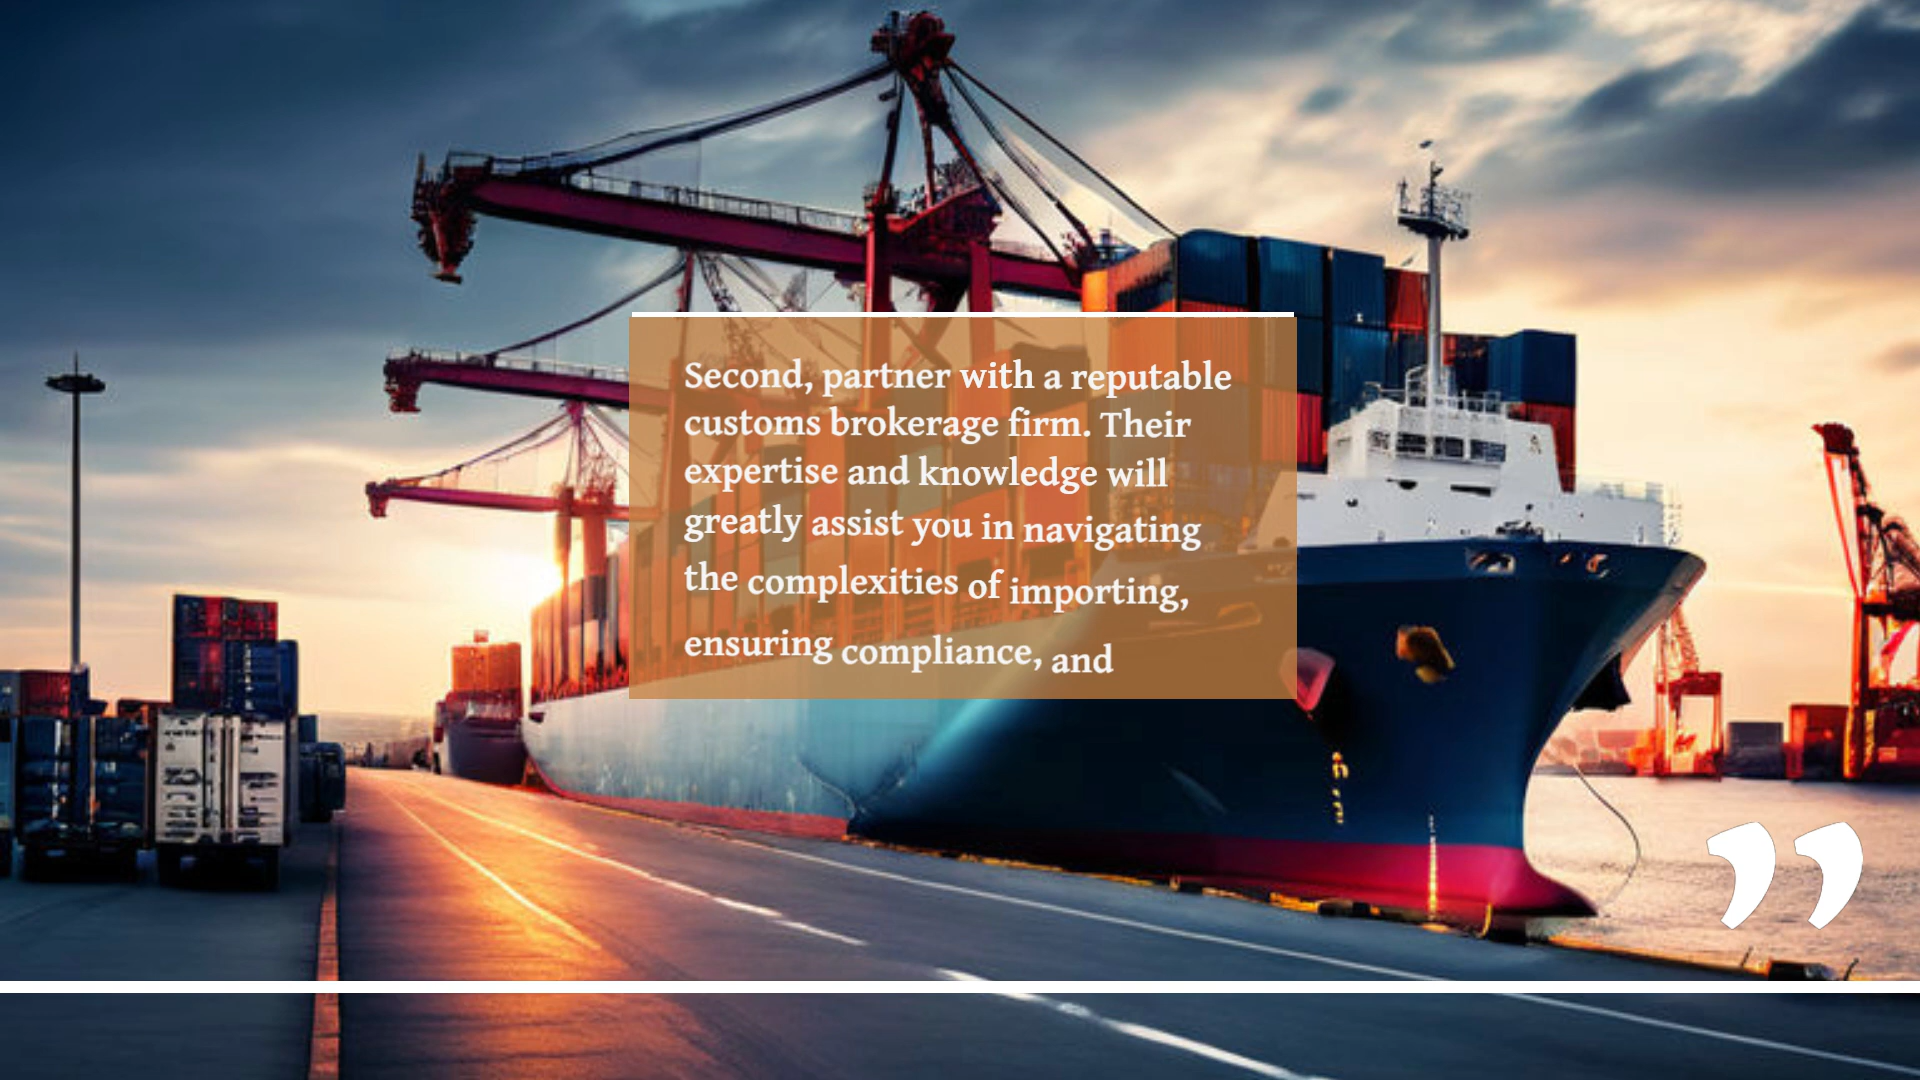 Second, partner with a reputable
customs brokerage firm. Their
expertise and knowledge will
greatly assist you in navigating
the complexities of importing,
ensuring compliance, and
”